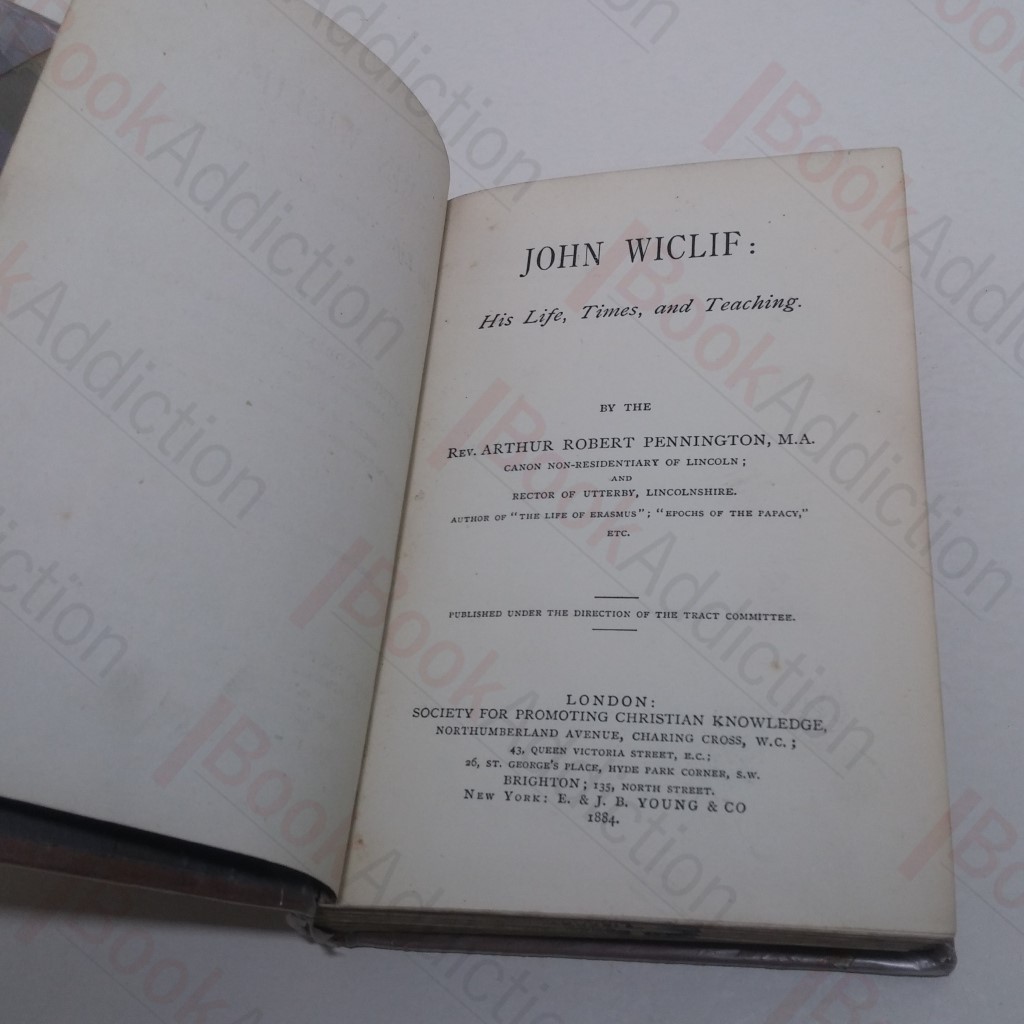 JOHN WICLIF:
His Life, Times, and Teaching.
BY THE
REV. ARTHUR ROBERT PENNINGTON, M.A.
CANON NON-RESIDENTIARY OF LINCOLN;
AND
RECTOR OF UTTERBY, LINCOLNSHIRE.
AUTHOR OF "THE LIFE OF ERASMUS"; "EPOCHS OF THE PAPACY,"
ETC.
PUBLISHED UNDER THE DIRECTION OF THE TRACT COMMITTEE.
LONDON:
SOCIETY FOR PROMOTING CHRISTIAN KNOWLEDGE,
NORTHUMBERLAND AVENUE, CHARING CROSS, W.C.;
43, QUEEN VICTORIA STREET, E.C.;
26, ST. GEORGE'S PLACE, HYDE PARK CORNER, S.W.
BRIGHTON; 135, NORTH STREET.
NEW YORK: E. & J. B. YOUNG & CO
1884.
BookAddiction